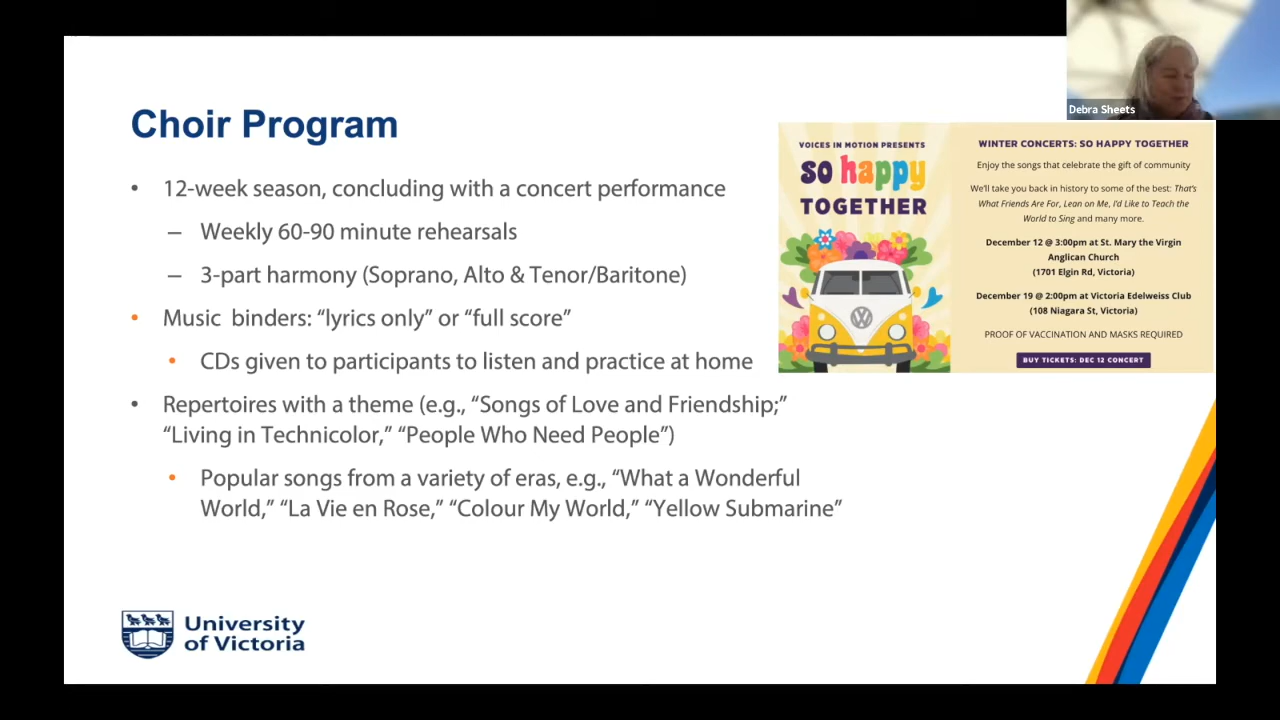 Debra Sheets
Choir Program
• 12-week season, concluding with a concert performance
– Weekly 60-90 minute rehearsals
– 3-part harmony (Soprano, Alto & Tenor/Baritone)
• Music binders: “lyrics only” or “full score”
• CDs given to participants to listen and practice at home
• Repertoires with a theme (e.g., “Songs of Love and Friendship;”
“Living in Technicolor,” “People Who Need People”)
• Popular songs from a variety of eras, e.g., “What a Wonderful
World,” “La Vie en Rose,” “Colour My World,” “Yellow Submarine”
VOICES IN MOTION PRESENTS
so happy
TOGETHER
WINTER CONCERTS: SO HAPPY TOGETHER
Enjoy the songs that celebrate the gift of community
We'll take you back in history to some of the best: That's
What Friends Are For, Lean on Me, I'd Like to Teach the
World to Sing and many more.
December 12 @ 3:00pm at St. Mary the Virgin
Anglican Church
(1701 Elgin Rd, Victoria)
December 19 @ 2:00pm at Victoria Edelweiss Club
(108 Niagara St, Victoria)
PROOF OF VACCINATION AND MASKS REQUIRED
BUY TICKETS: DEC 12 CONCERT
University
of Victoria